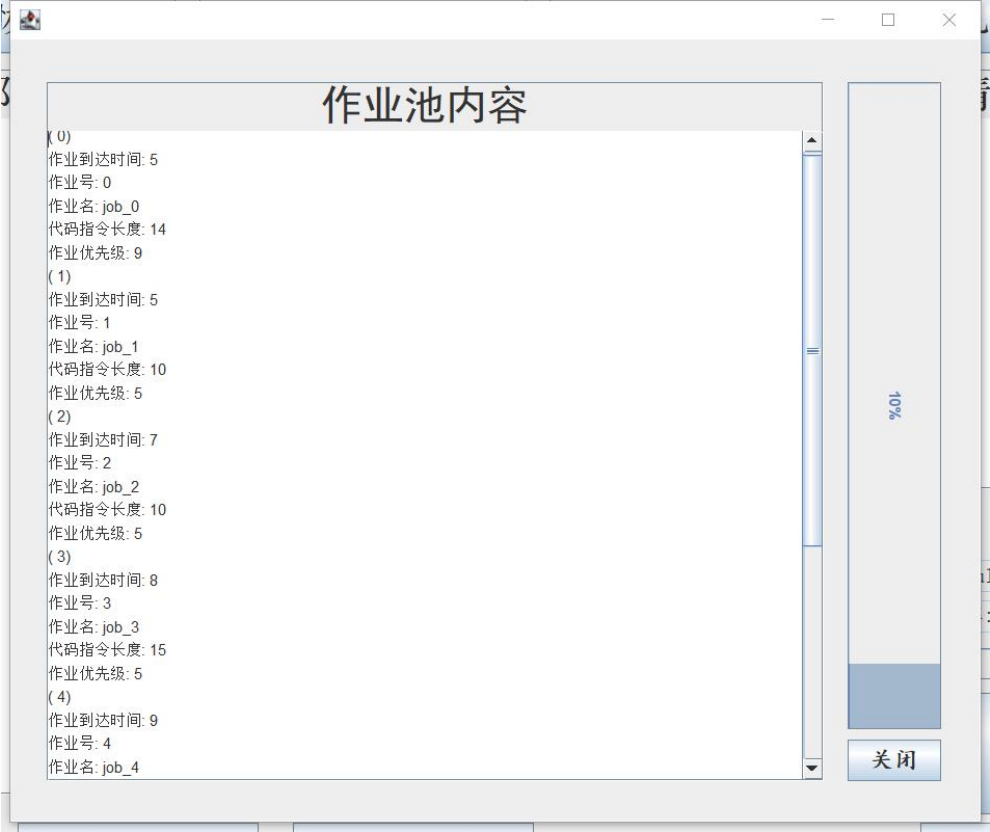 作业池内容
( 0)
作业到达时间: 5
作业号: 0
作业名: job_0
代码指令长度: 14
作业优先级: 9
( 1)
作业到达时间: 5
作业号: 1
作业名: job_1
代码指令长度: 10
作业优先级: 5
( 2)
作业到达时间: 7
作业号: 2
作业名: job_2
代码指令长度: 10
作业优先级: 5
( 3)
作业到达时间: 8
作业号: 3
作业名: job_3
代码指令长度: 15
作业优先级: 5
( 4)
作业到达时间: 9
作业号: 4
作业名: job_4
10%
关闭